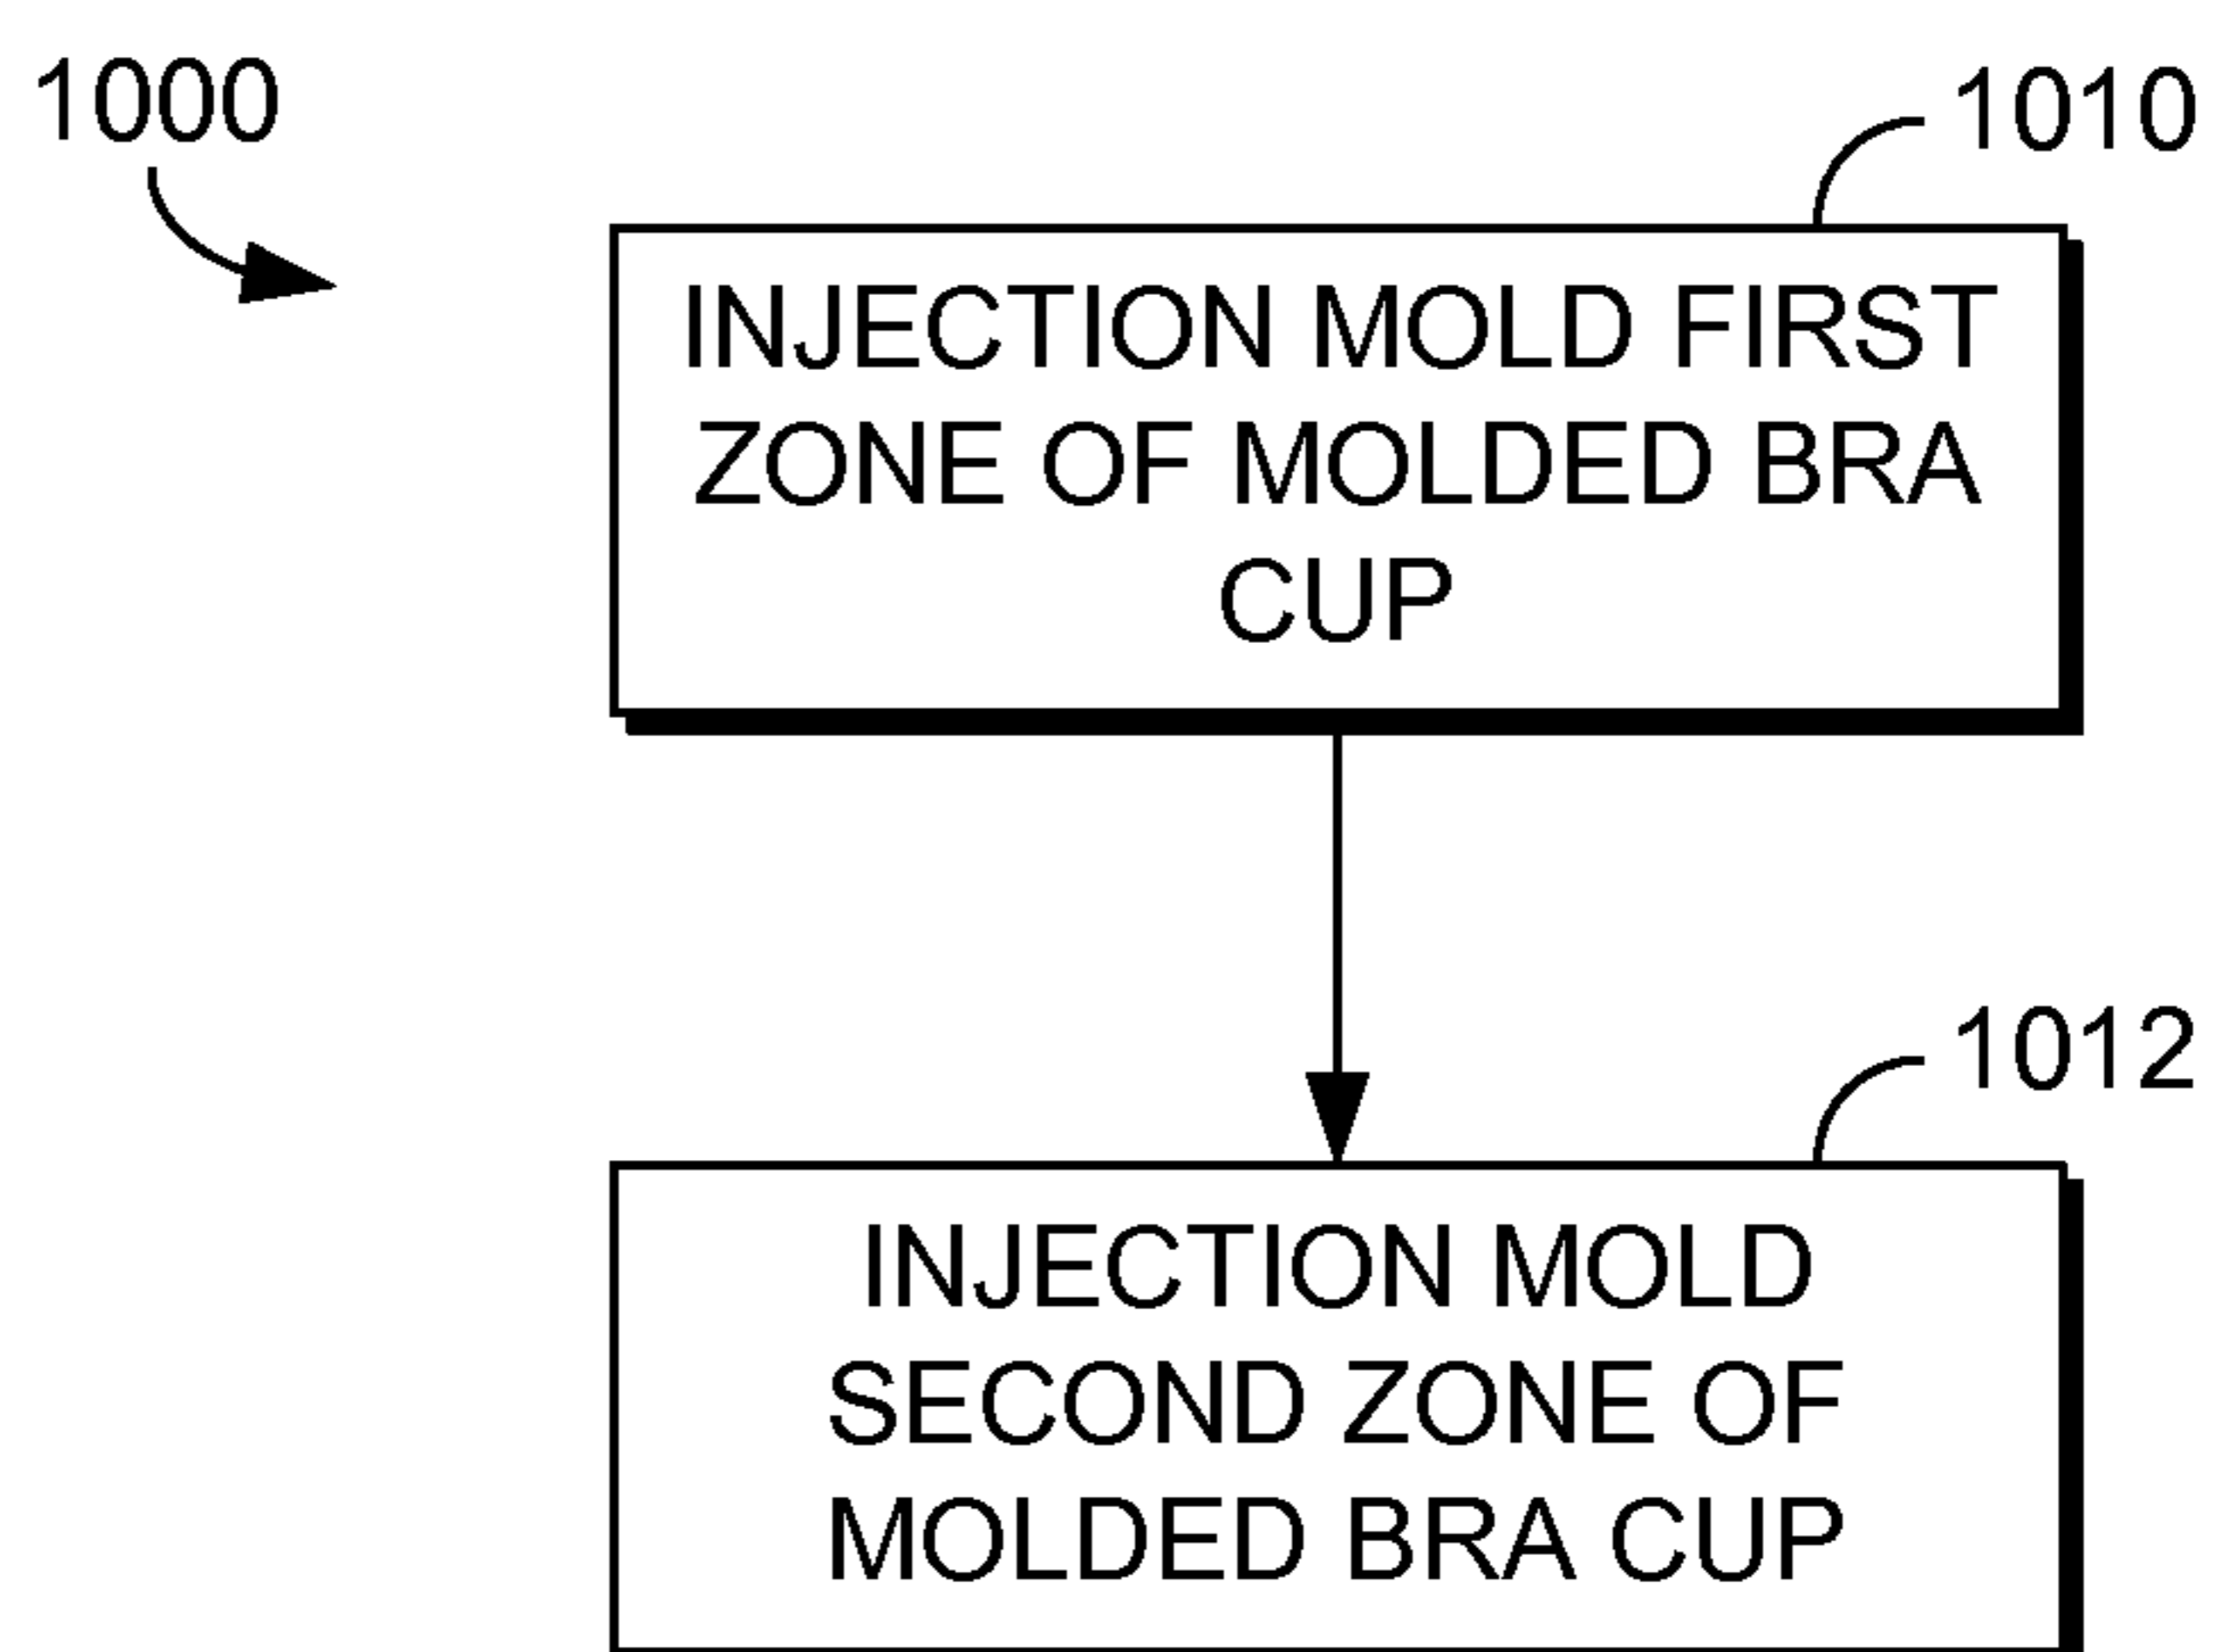 1000
1010
INJECTION MOLD FIRST
ZONE OF MOLDED BRA
CUP
1012
INJECTION MOLD
SECOND ZONE OF
MOLDED BRA CUP